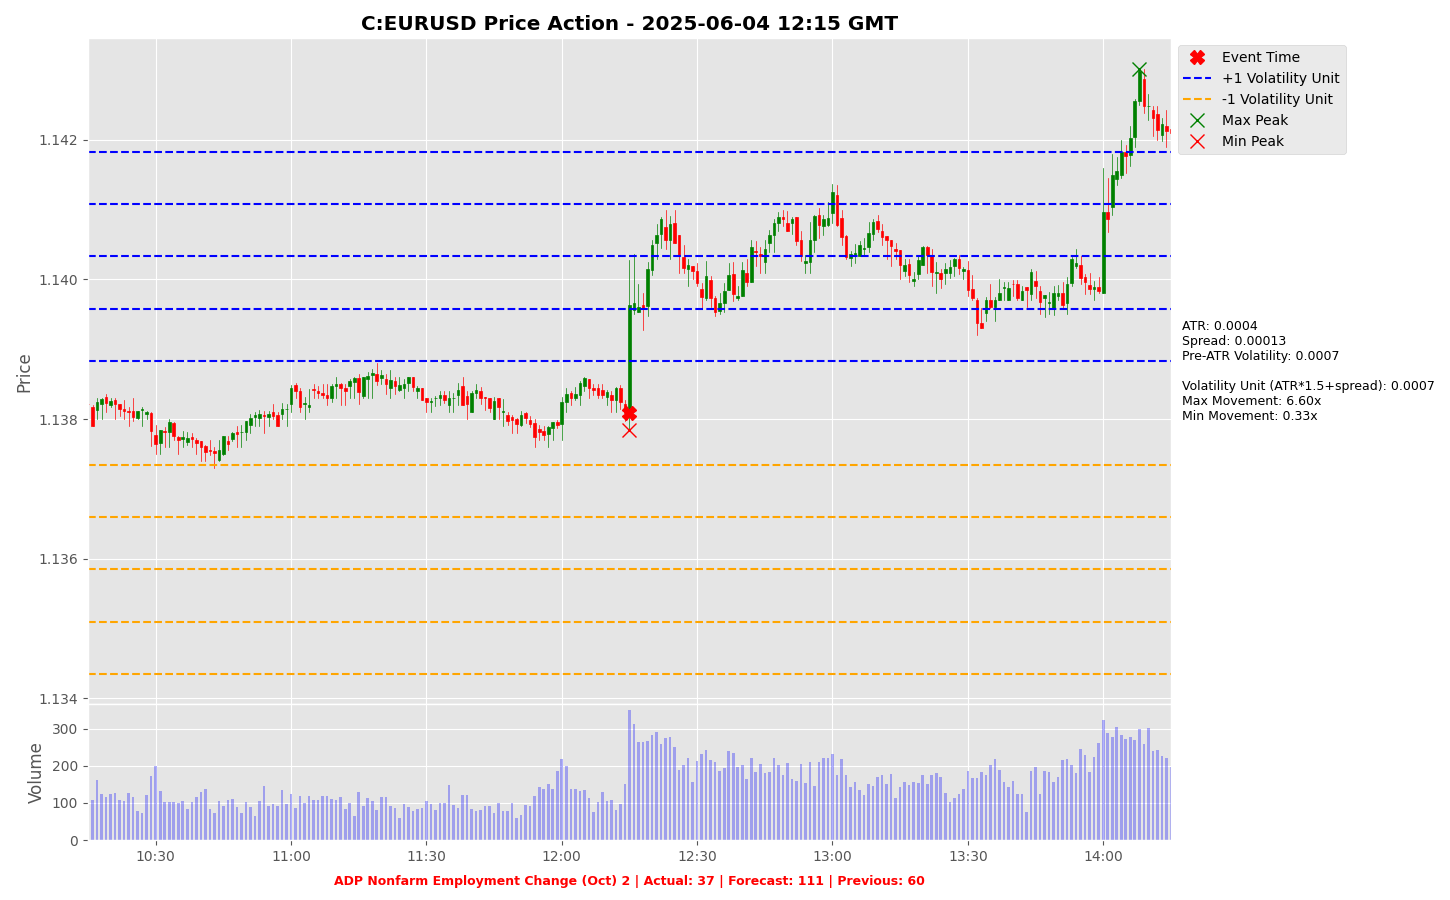 C:EURUSD Price Action - 2025-06-04 12:15 GMT
Event Time
+1 Volatility Unit
-1 Volatility Unit
Max Peak
Min Peak
1.142
1.140
1.138
1.136
1.134
Price
ATR: 0.0004
Spread: 0.00013
Pre-ATR Volatility: 0.0007
Volatility Unit (ATR*1.5+spread): 0.0007
Max Movement: 6.60x
Min Movement: 0.33x
300
200
100
0
Volume
10:30 11:00 11:30 12:00 12:30 13:00 13:30 14:00
ADP Nonfarm Employment Change (Oct) 2 | Actual: 37 | Forecast: 111 | Previous: 60